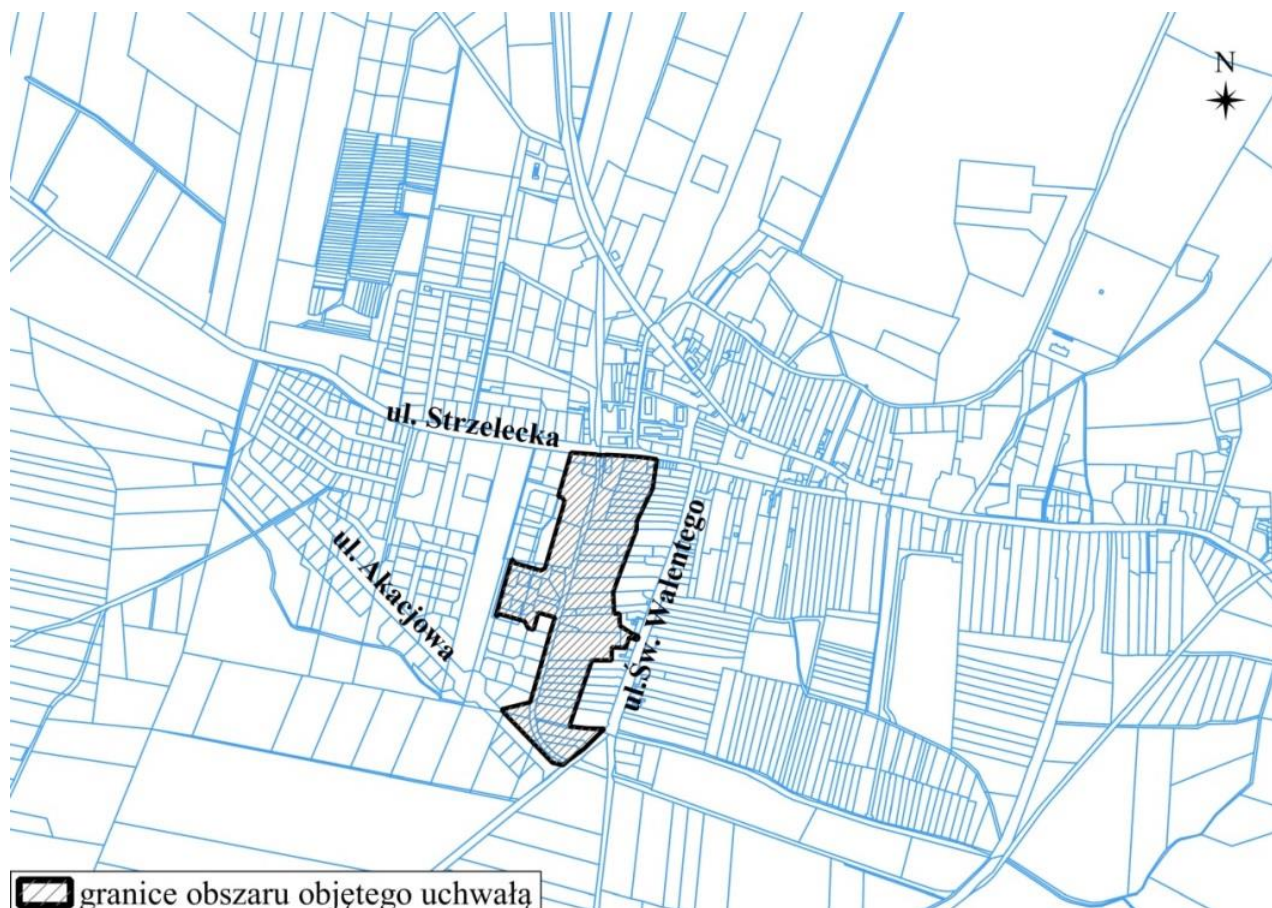 N
ul. Strzelecka
ul. Akacjowa
ul.Św. Walentego
granice obszaru objętego uchwałą